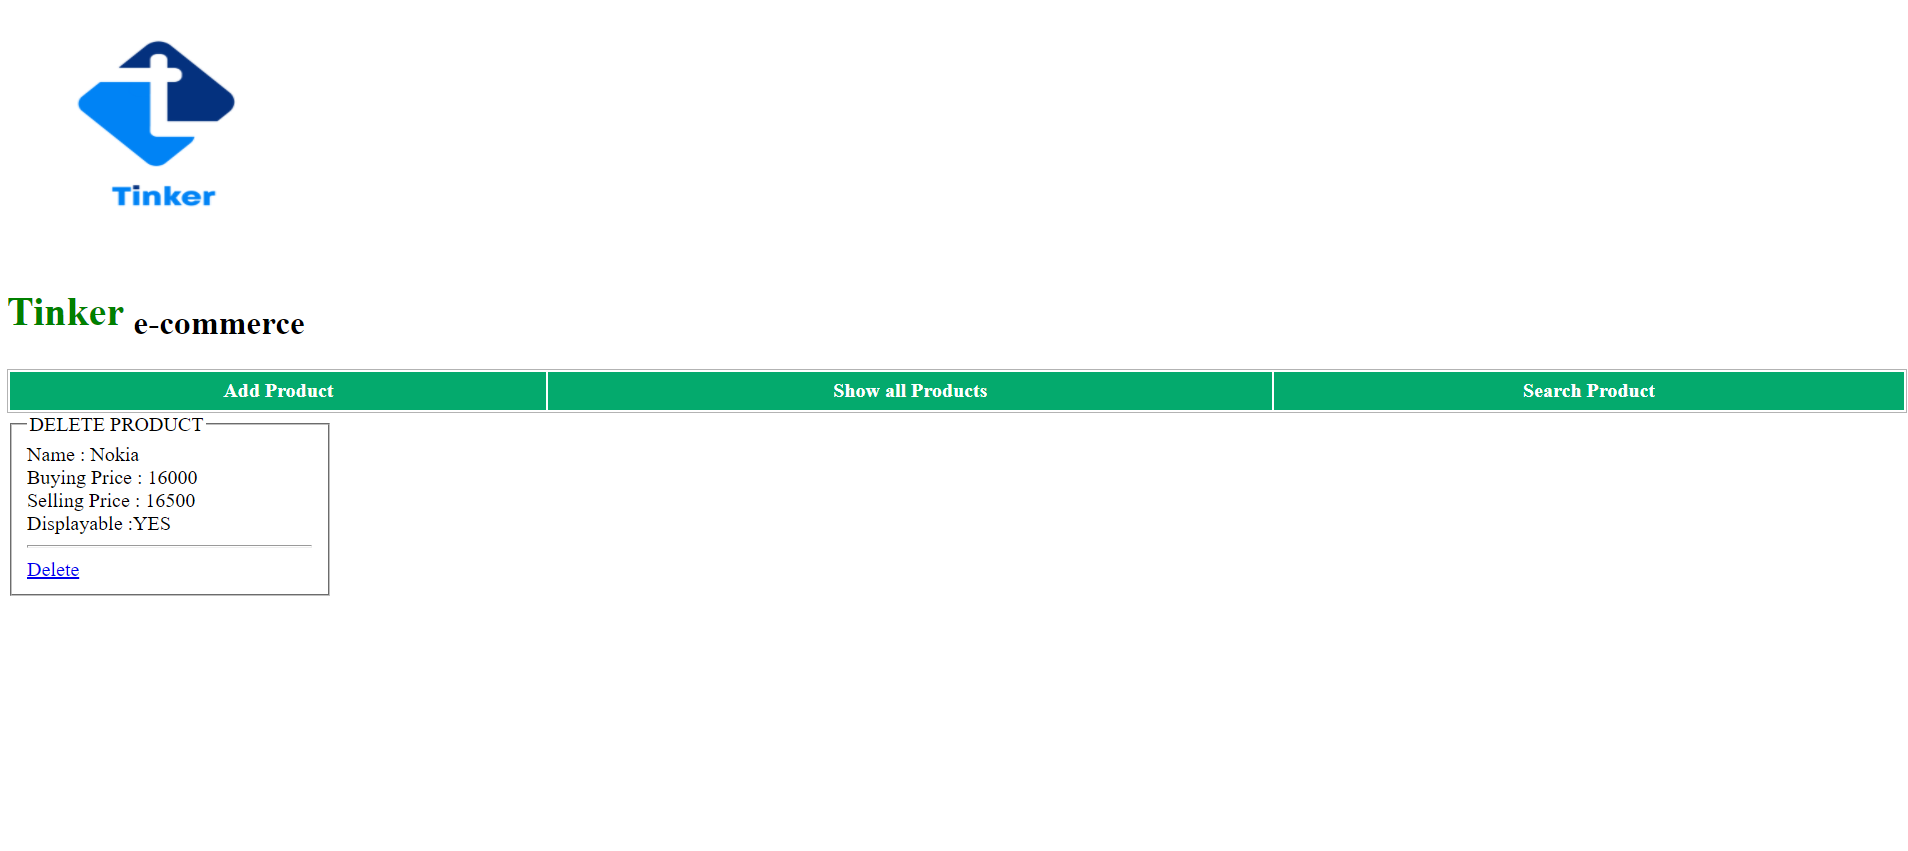 Tinker
Tinker e-commerce
Add Product Show all Products Search Product
DELETE PRODUCT
Name : Nokia
Buying Price : 16000
Selling Price : 16500
Displayable :YES
Delete